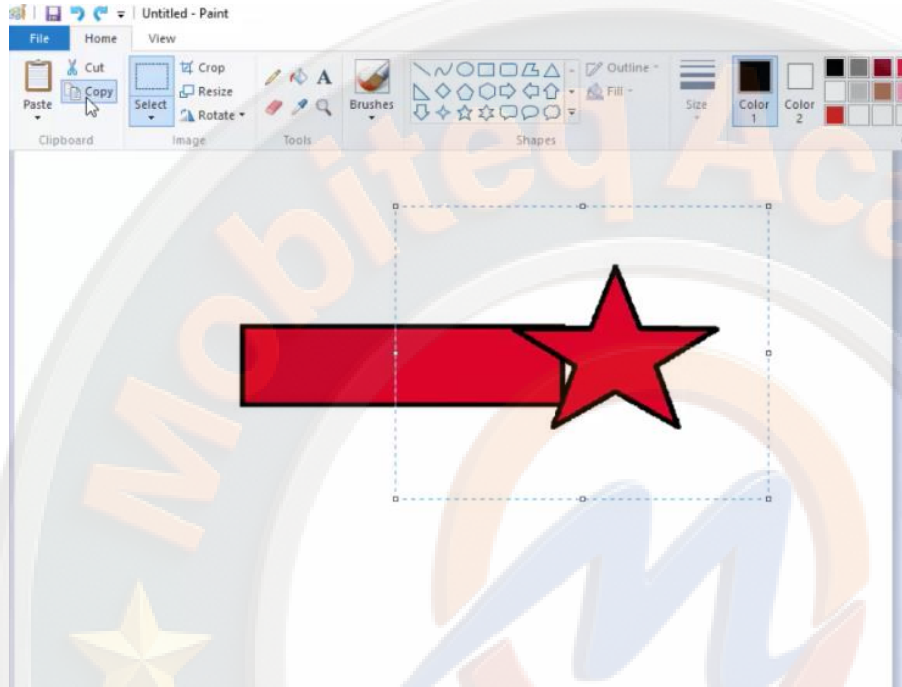 Untitled - Paint
File Home View
Cut
Copy
Paste
Clipboard
Select
Crop
Resize
Rotate
Image
A
Tools
Brushes
Shapes
Outline
Fill
Size
Color 1
Color 2
Mobiteq Aca